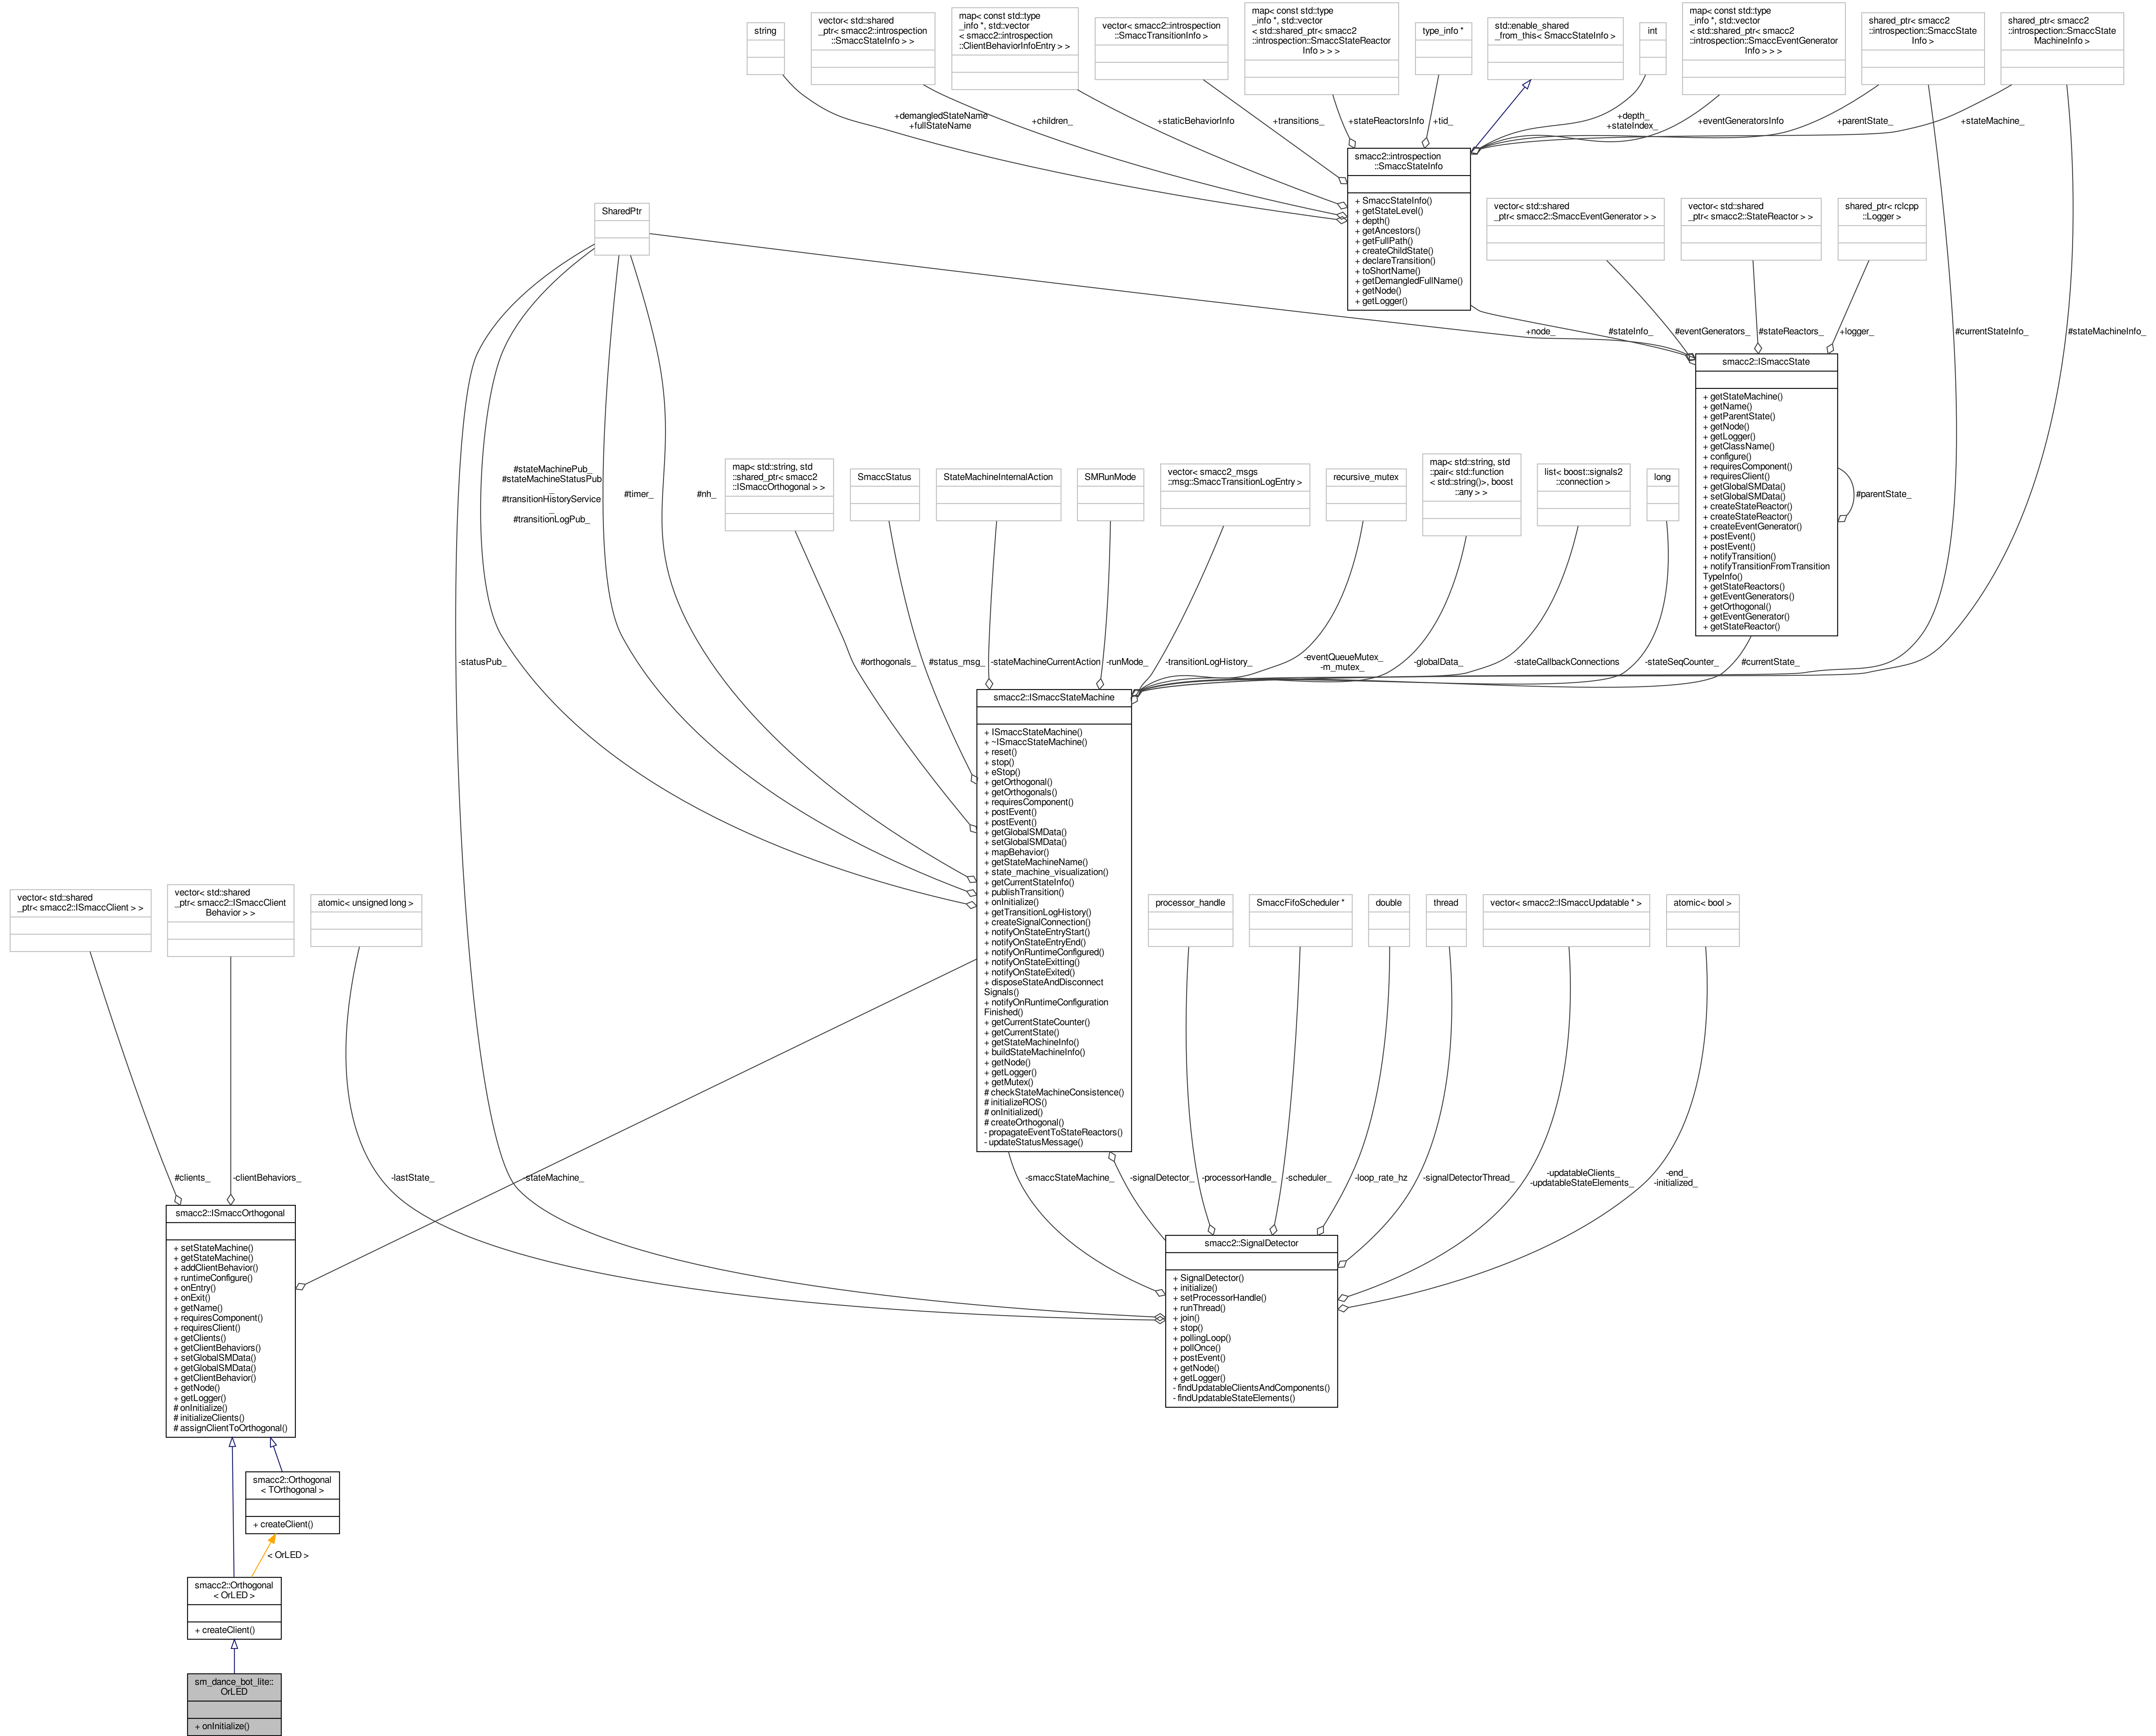 string
vector< std::shared
_ptr< smacc2::introspection
::SmaccStateInfo > >
map< const std::type
_info *, std::vector
< smacc2::introspection
::ClientBehaviorInfoEntry > >
vector< smacc2::introspection
::SmaccTransitionInfo >
map< const std::type
_info *, std::vector
< std::shared_ptr< smacc2
::introspection::SmaccStateReactor
Info > > >
type_info *
std::enable_shared
_from_this< SmaccStateInfo >
int
map< const std::type
_info *, std::vector
< std::shared_ptr< smacc2
::introspection::SmaccEventGenerator
Info > > >
shared_ptr< smacc2
::introspection::SmaccState
Info >
shared_ptr< smacc2
::introspection::SmaccState
MachineInfo >
+demangledStateName
+fullStateName
+children_
+staticBehaviorInfo
+transitions_
+stateReactorsInfo
+tid_
+depth_
+stateIndex_
+eventGeneratorsInfo
+parentState_
+stateMachine_
smacc2::introspection
::SmaccStateInfo
+ SmaccStateInfo()
+ getStateLevel()
+ depth()
+ getAncestors()
+ getFullPath()
+ createChildState()
+ declareTransition()
+ toShortName()
+ getDemangledFullName()
+ getNode()
+ getLogger()
SharedPtr
vector< std::shared
_ptr< smacc2::SmaccEventGenerator > >
vector< std::shared
_ptr< smacc2::StateReactor > >
shared_ptr< rclcpp
::Logger >
+node_
#stateInfo_
#eventGenerators_
#stateReactors_
+logger_
#currentStateInfo_
#stateMachineInfo_
smacc2::ISmaccState
+ getStateMachine()
+ getName()
+ getParentState()
+ getNode()
+ getLogger()
+ getClassName()
+ configure()
+ requiresComponent()
+ requiresClient()
+ getGlobalSMData()
+ setGlobalSMData()
+ createStateReactor()
+ createStateReactor()
+ createEventGenerator()
+ postEvent()
+ postEvent()
+ notifyTransition()
+ notifyTransitionFromTransition
TypeInfo()
+ getStateReactors()
+ getEventGenerators()
+ getOrthogonal()
+ getEventGenerator()
+ getStateReactor()
#parentState_
#stateMachinePub_
#stateMachineStatusPub
_
#transitionHistoryService
_
#transitionLogPub_
#timer_
#nh_
map< std::string, std
::shared_ptr< smacc2
::ISmaccOrthogonal > >
SmaccStatus
StateMachineInternalAction
SMRunMode
vector< smacc2_msgs
::msg::SmaccTransitionLogEntry >
recursive_mutex
map< std::string, std
::pair< std::function
< std::string()>, boost
::any > >
list< boost::signals2
::connection >
long
-statusPub_
#orthogonals_
#status_msg_
-stateMachineCurrentAction
-runMode_
-transitionLogHistory_
-eventQueueMutex_
-m_mutex_
-globalData_
-stateCallbackConnections
-stateSeqCounter_
#currentState_
smacc2::ISmaccStateMachine
+ ISmaccStateMachine()
+ ~ISmaccStateMachine()
+ reset()
+ stop()
+ eStop()
+ getOrthogonal()
+ getOrthogonals()
+ requiresComponent()
+ postEvent()
+ postEvent()
+ getGlobalSMData()
+ setGlobalSMData()
+ mapBehavior()
+ getStateMachineName()
+ state_machine_visualization()
+ getCurrentStateInfo()
+ publishTransition()
+ onInitialize()
+ getTransitionLogHistory()
+ createSignalConnection()
+ notifyOnStateEntryStart()
+ notifyOnStateEntryEnd()
+ notifyOnRuntimeConfigured()
+ notifyOnStateExitting()
+ notifyOnStateExited()
+ disposeStateAndDisconnect
Signals()
+ notifyOnRuntimeConfiguration
Finished()
+ getCurrentStateCounter()
+ getCurrentState()
+ getStateMachineInfo()
+ buildStateMachineInfo()
+ getNode()
+ getLogger()
+ getMutex()
# checkStateMachineConsistence()
# initializeROS()
# onInitialized()
# createOrthogonal()
- propagateEventToStateReactors()
- updateStatusMessage()
vector< std::shared
_ptr< smacc2::ISmaccClient > >
vector< std::shared
_ptr< smacc2::ISmaccClient
Behavior > >
atomic< unsigned long >
processor_handle
SmaccFifoScheduler *
double
thread
vector< smacc2::ISmaccUpdatable * >
atomic< bool >
#clients_
-clientBehaviors_
-lastState_
-stateMachine_
-smaccStateMachine_
-signalDetector_
-processorHandle_
-scheduler_
-loop_rate_hz
-signalDetectorThread_
-updatableClients_
-updatableStateElements_
-end_
-initialized_
smacc2::ISmaccOrthogonal
+ setStateMachine()
+ getStateMachine()
+ addClientBehavior()
+ runtimeConfigure()
+ onEntry()
+ onExit()
+ getName()
+ requiresComponent()
+ requiresClient()
+ getClients()
+ getClientBehaviors()
+ setGlobalSMData()
+ getGlobalSMData()
+ getClientBehavior()
+ getNode()
+ getLogger()
# onInitialize()
# initializeClients()
# assignClientToOrthogonal()
smacc2::SignalDetector
+ SignalDetector()
+ initialize()
+ setProcessorHandle()
+ runThread()
+ join()
+ stop()
+ pollingLoop()
+ pollOnce()
+ postEvent()
+ getNode()
+ getLogger()
- findUpdatableClientsAndComponents()
- findUpdatableStateElements()
smacc2::Orthogonal
< TOrthogonal >
+ createClient()
< OrLED >
smacc2::Orthogonal
< OrLED >
+ createClient()
sm_dance_bot_lite::
OrLED
+ onInitialize()